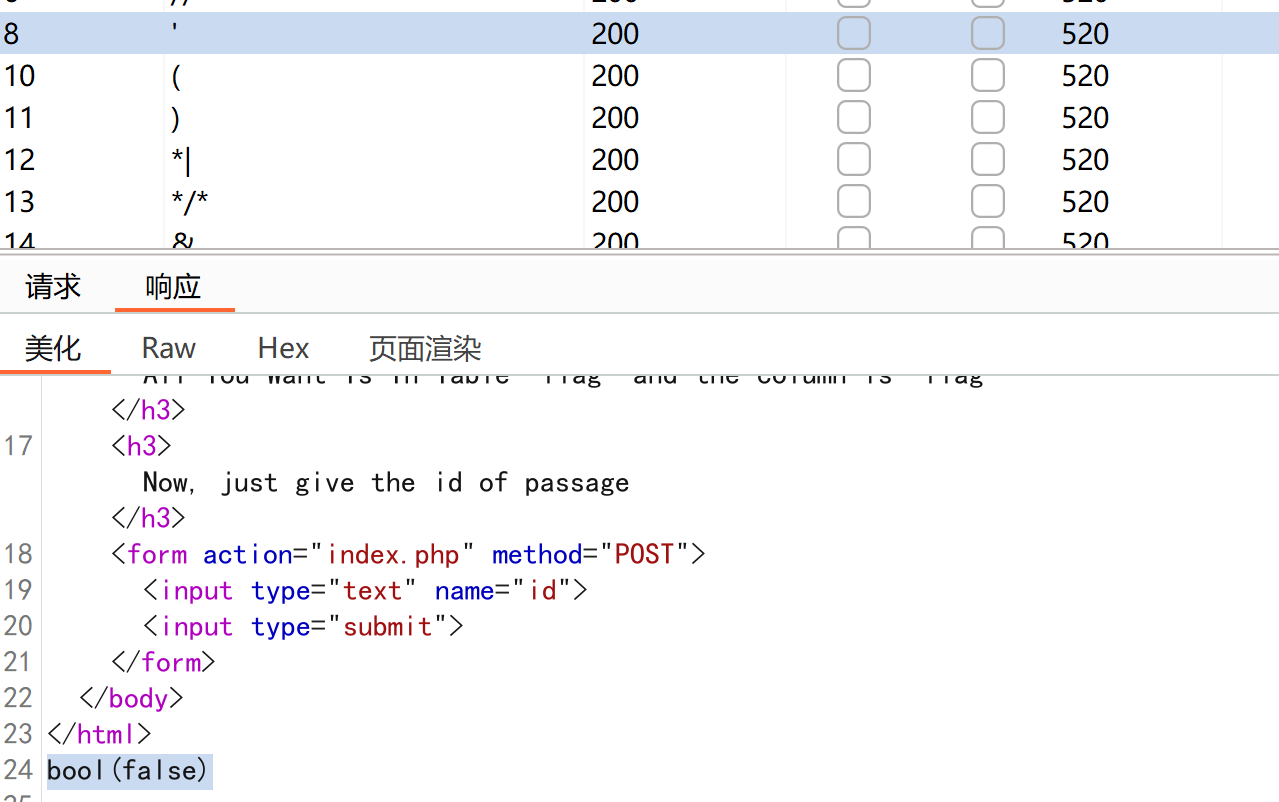 8 ' 200 520
10 ( 200 520
11 ) 200 520
12 *| 200 520
13 */* 200 520
14 & 200 520
请求 响应
美化 Raw Hex 页面渲染
All You Want Is In Table 'flag' and the column is 'flag'
</h3>
17 <h3>
Now, just give the id of passage
</h3>
18 <form action="index.php" method="POST">
19 <input type="text" name="id">
20 <input type="submit">
21 </form>
22 </body>
23 </html>
24 bool(false)
25